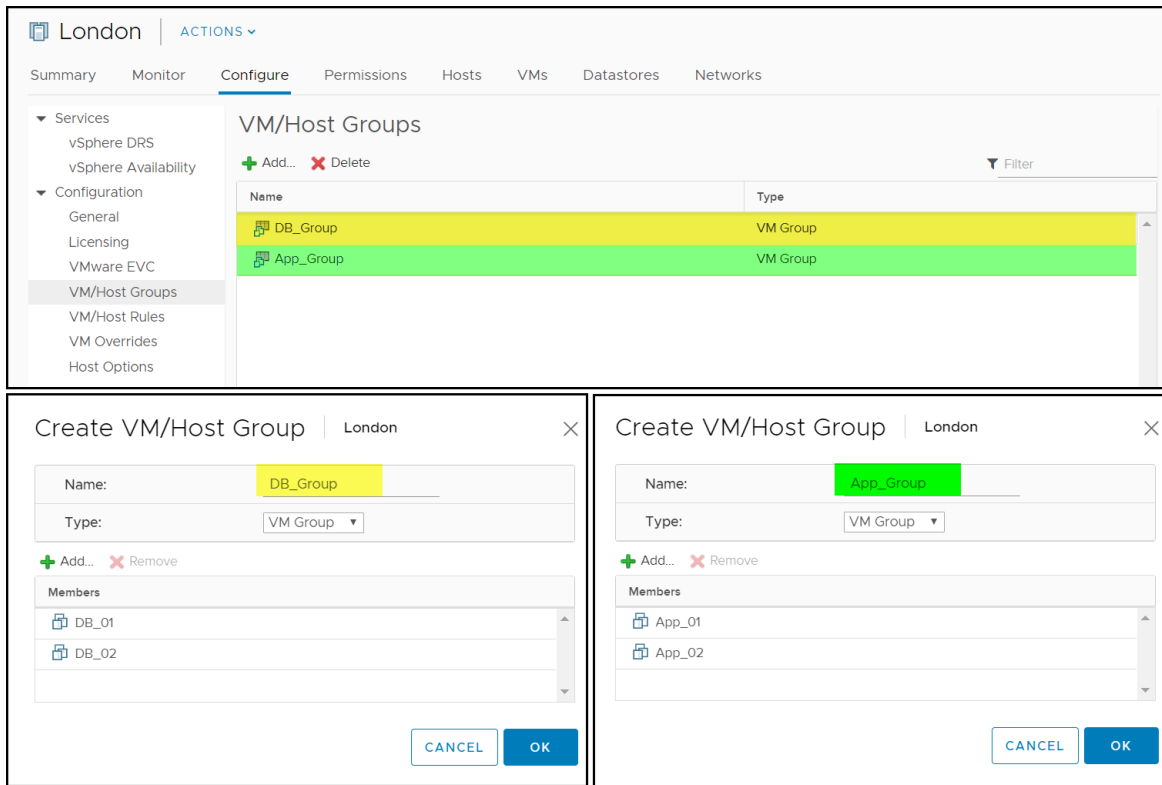 London ACTIONS
Summary Monitor Configure Permissions Hosts VMs Datastores Networks
Services
vSphere DRS
vSphere Availability
Configuration
General
Licensing
VMware EVC
VM/Host Groups
VM/Host Rules
VM Overrides
Host Options
VM/Host Groups
Add... Delete Filter
Name Type
DB_Group VM Group
App_Group VM Group
Create VM/Host Group London
Name: DB_Group
Type: VM Group
Add... Remove
Members
DB_01
DB_02
CANCEL OK
Create VM/Host Group London
Name: App_Group
Type: VM Group
Add... Remove
Members
App_01
App_02
CANCEL OK